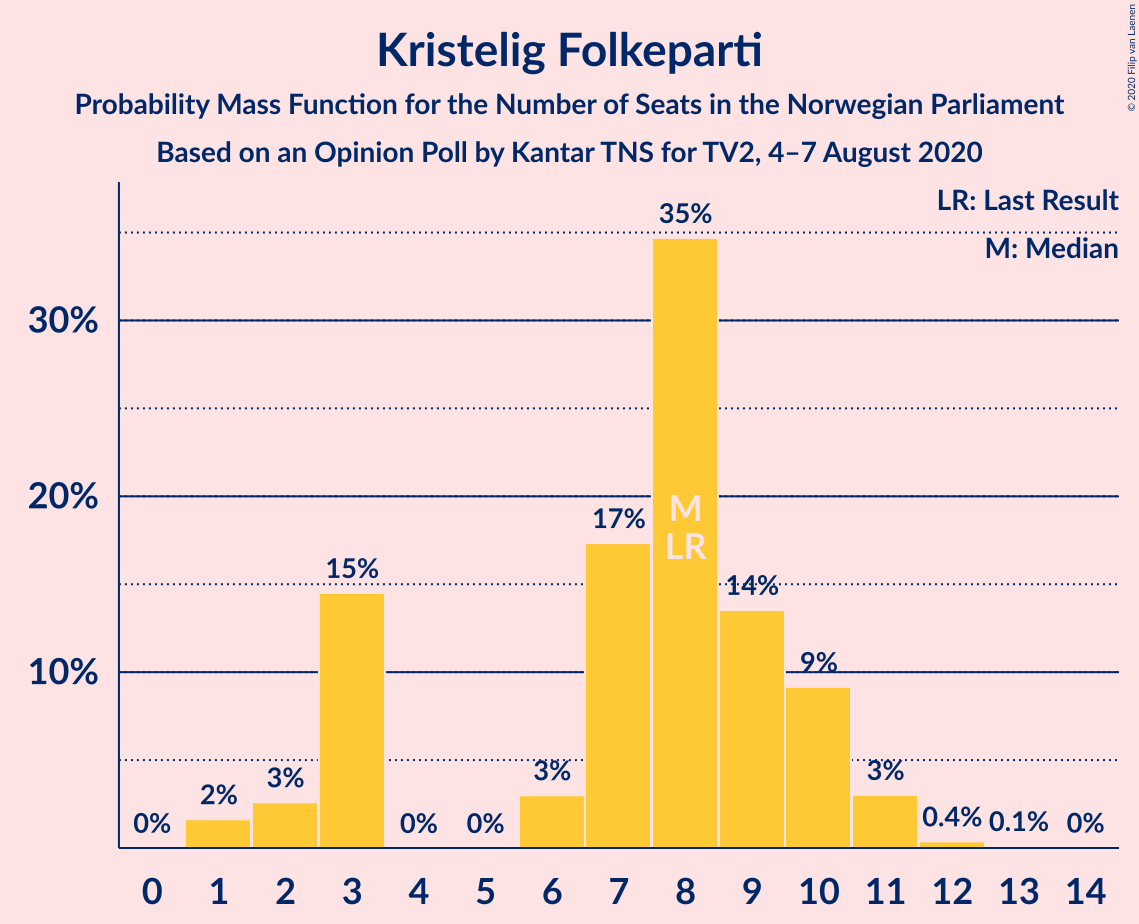 Kristelig Folkeparti
Probability Mass Function for the Number of Seats in the Norwegian Parliament
Based on an Opinion Poll by Kantar TNS for TV2, 4–7 August 2020
© 2020 Filip van Laenen
LR: Last Result
M: Median
35%
30%
20%
17%
M
LR
15%
14%
10%
9%
3%
3%
3%
2%
0%
0%
0%
0.4%
0.1%
0%
0 1 2 3 4 5 6 7 8 9 10 11 12 13 14